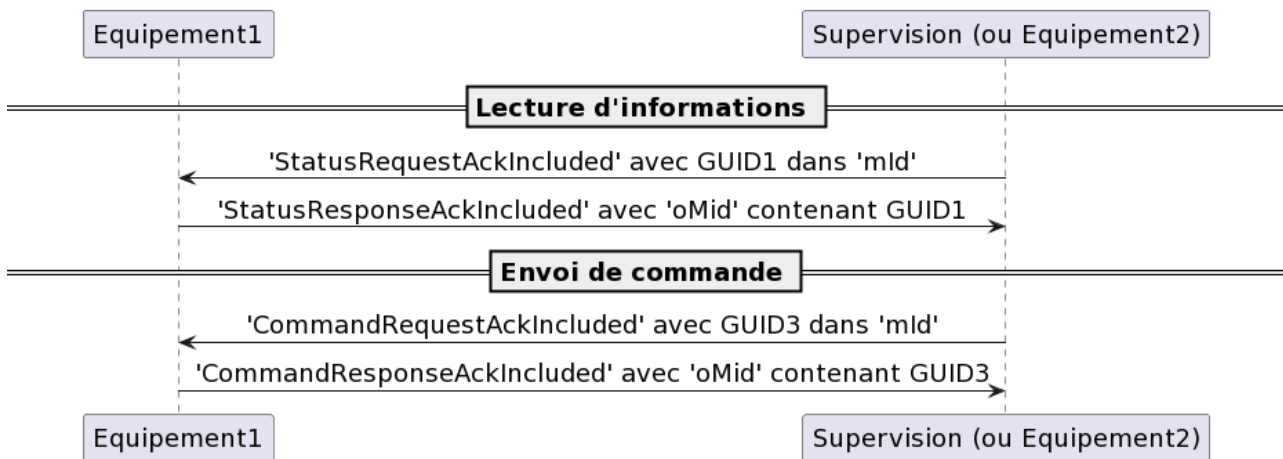 Equipement1
Supervision (ou Equipement2)
Lecture d'informations
'StatusRequestAckIncluded' avec GUID1 dans 'mId'
'StatusResponseAckIncluded' avec 'oMid' contenant GUID1
Envoi de commande
'CommandRequestAckIncluded' avec GUID3 dans 'mId'
'CommandResponseAckIncluded' avec 'oMid' contenant GUID3
Equipement1
Supervision (ou Equipement2)